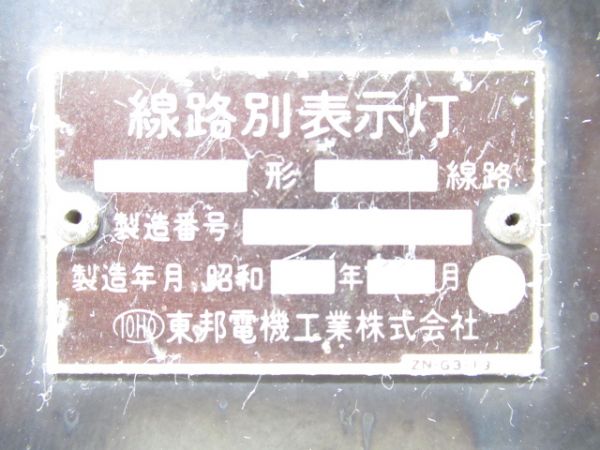 線路別表示灯
形 線路
製造番号
製造年月 昭和 年 月
TOHO 東邦電機工業株式会社
ZN-G3-13